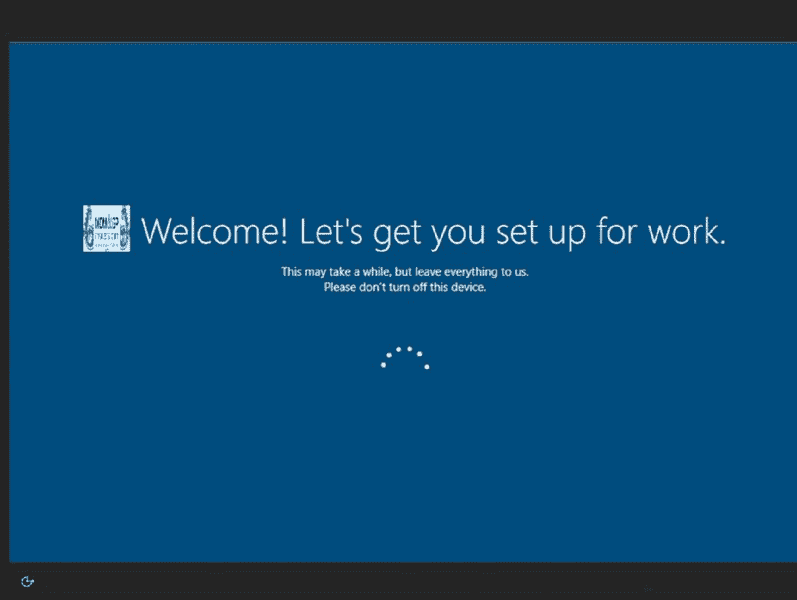 Welcome! Let's get you set up for work.
This may take a while, but leave everything to us.
Please don't turn off this device.